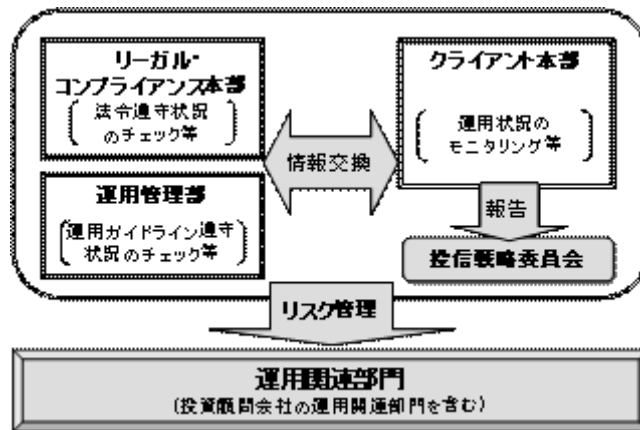 リーガル・
コンプライアンス本部
法令遵守状況
のチェック等
運用管理部
運用ガイドライン遵守
状況のチェック等
情報交換
クライアント本部
運用状況の
モニタリング等
報告
投信戦略委員会
リスク管理
運用関連部門
(投資顧問会社の運用関連部門を含む)